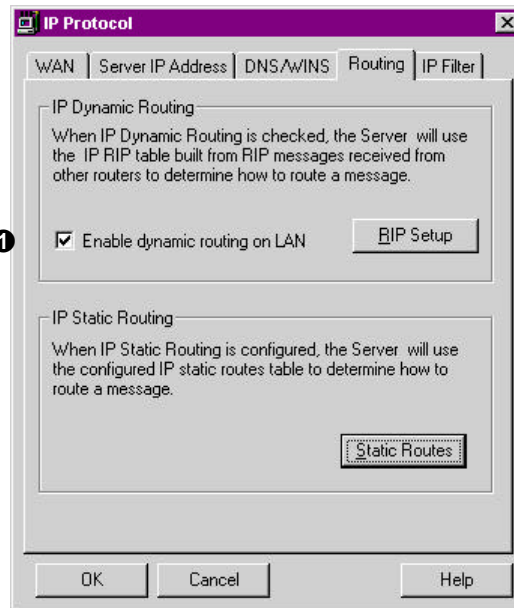 IP Protocol
WAN
Server IP Address
DNS/WINS
Routing
IP Filter
IP Dynamic Routing
When IP Dynamic Routing is checked, the Server will use
the IP RIP table built from RIP messages received from
other routers to determine how to route a message.
1
Enable dynamic routing on LAN
RIP Setup
IP Static Routing
When IP Static Routing is configured, the Server will use
the configured IP static routes table to determine how to
route a message.
Static Routes
OK
Cancel
Help